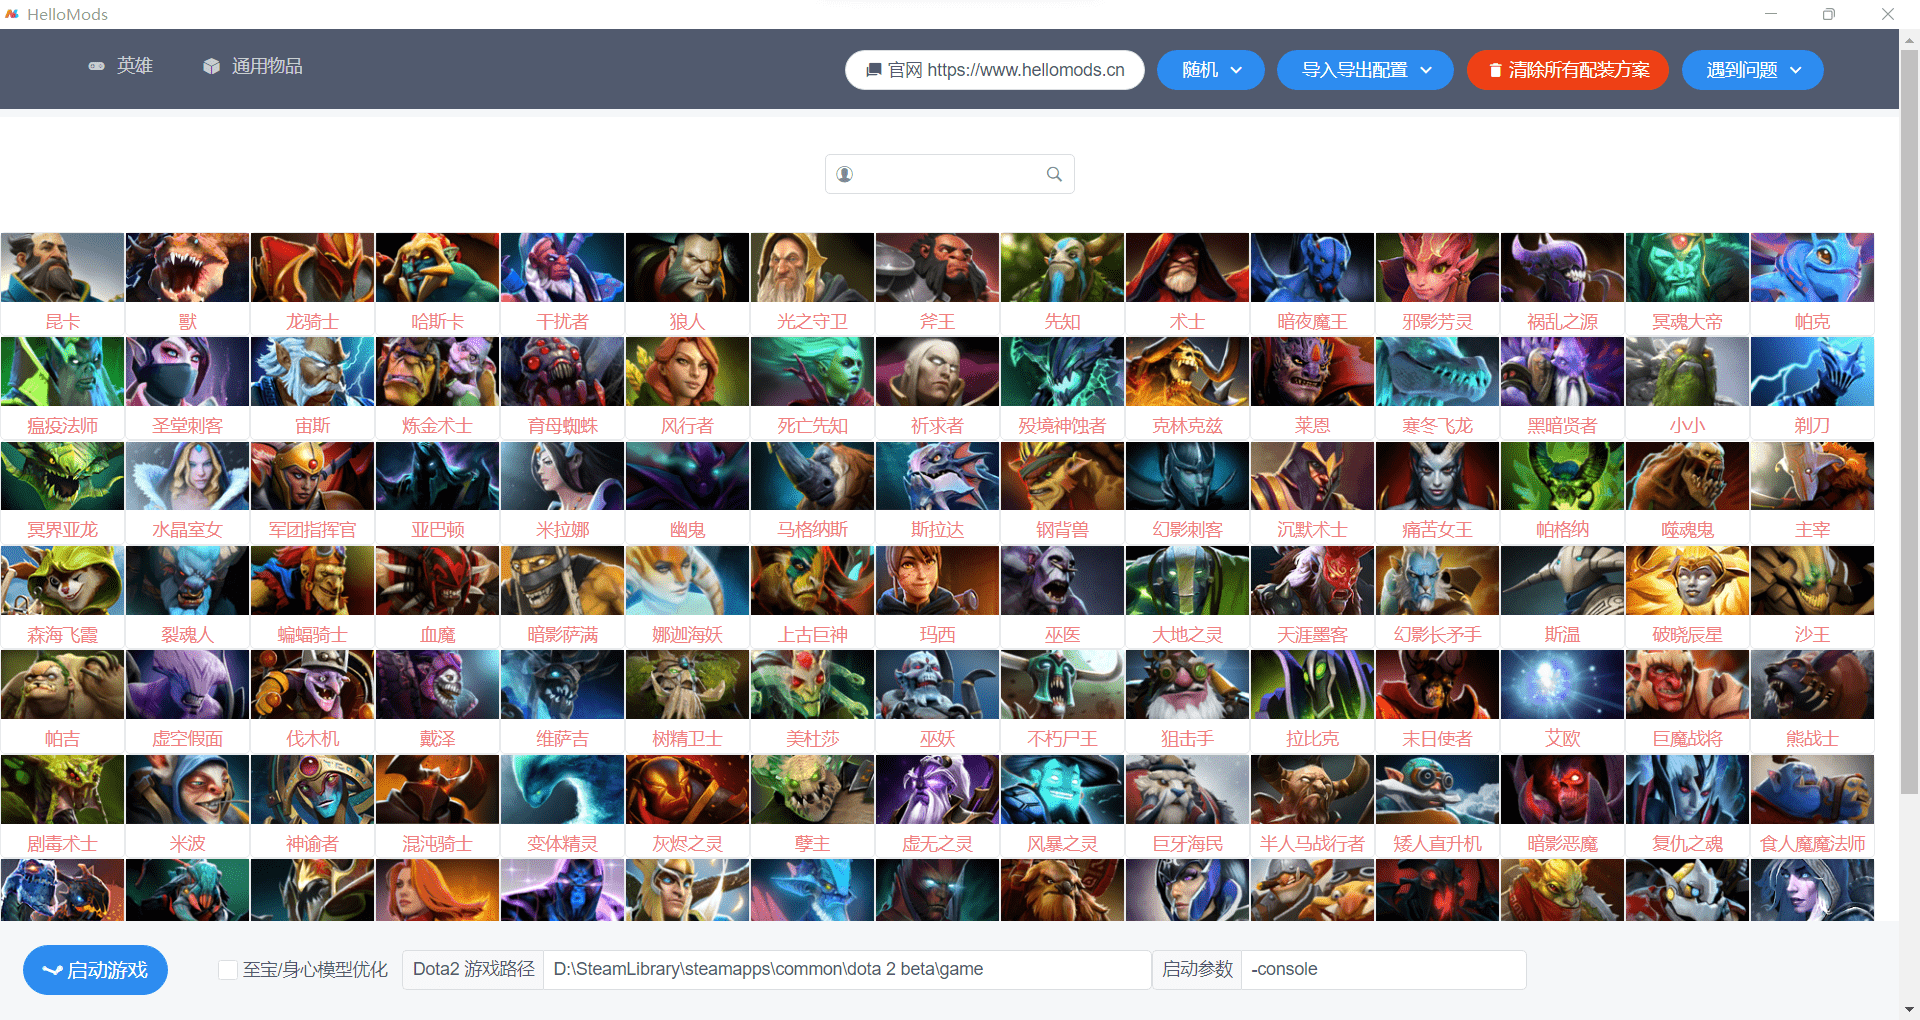 HelloMods
英雄
通用物品
官网 https://www.hellomods.cn
随机
导入导出配置
清除所有配装方案
遇到问题
昆卡 獸 龙骑士 哈斯卡 干扰者 狼人 光之守卫 斧王 先知 术士 暗夜魔王 邪影芳灵 祸乱之源 冥魂大帝 帕克
瘟疫法师 圣堂刺客 宙斯 炼金术士 育母蜘蛛 风行者 死亡先知 祈求者 殁境神蚀者 克林克兹 莱恩 寒冬飞龙 黑暗贤者 小小 剃刀
冥界亚龙 水晶室女 军团指挥官 亚巴顿 米拉娜 幽鬼 马格纳斯 斯拉达 钢背兽 幻影刺客 沉默术士 痛苦女王 帕格纳 噬魂鬼 主宰
森海飞霞 裂魂人 蝙蝠骑士 血魔 暗影萨满 娜迦海妖 上古巨神 玛西 巫医 大地之灵 天涯墨客 幻影长矛手 斯温 破晓辰星 沙王
帕吉 虚空假面 伐木机 戴泽 维萨吉 树精卫士 美杜莎 巫妖 不朽尸王 狙击手 拉比克 末日使者 艾欧 巨魔战将 熊战士
剧毒术士 米波 神谕者 混沌骑士 变体精灵 灰烬之灵 孽主 虚无之灵 风暴之灵 巨牙海民 半人马战行者 矮人直升机 暗影恶魔 复仇之魂 食人魔魔法师
启动游戏
至宝/身心模型优化
Dota2 游戏路径
D:\SteamLibrary\steamapps\common\dota 2 beta\game
启动参数
-console